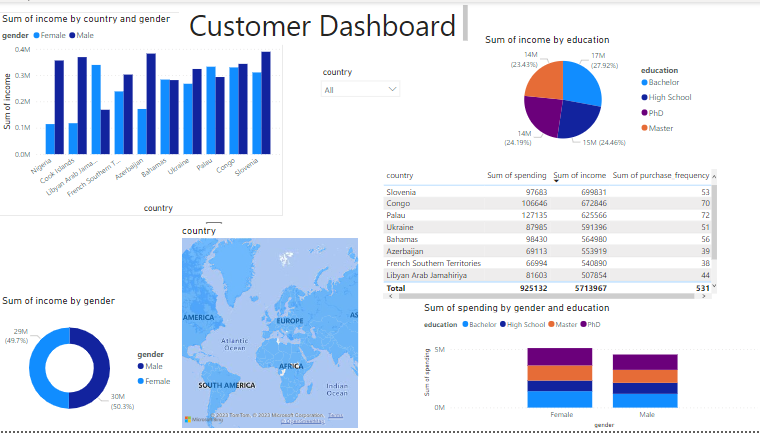 Customer Dashboard
Sum of income by country and gender
gender Female Male
0.4M
0.3M
0.2M
0.1M
0.0M
Sum of income
Nigeria
Cook Islands
Libyan Arab Jama...
French Southern T...
Azerbaijan
Bahamas
Ukraine
Palau
Congo
Slovenia
country
country
All
Sum of income by education
14M
(23.43%)
17M
(27.92%)
14M
(24.19%)
15M (24.46%)
education
Bachelor
High School
PhD
Master
country Sum of spending Sum of income Sum of purchase_frequency
Slovenia 97683 699831 53
Congo 106646 672846 70
Palau 127135 625566 72
Ukraine 87985 591396 51
Bahamas 98430 564980 56
Azerbaijan 69113 553919 39
French Southern Territories 66994 540890 38
Libyan Arab Jamahiriya 81603 507854 44
Total 925132 5713967 531
country
AMERICA
EUROPE
AS
Atlantic
Ocean
AFRICA
SOUTH AMERICA
Indian
Ocean
© 2023 Microsoft Corporation, Terms
© OpenStreetMap
Sum of income by gender
29M
(49.7%)
30M
(50.3%)
gender
Male
Female
Sum of spending by gender and education
education Bachelor High School Master PhD
5M
0M
Sum of spending
Female
Male
gender